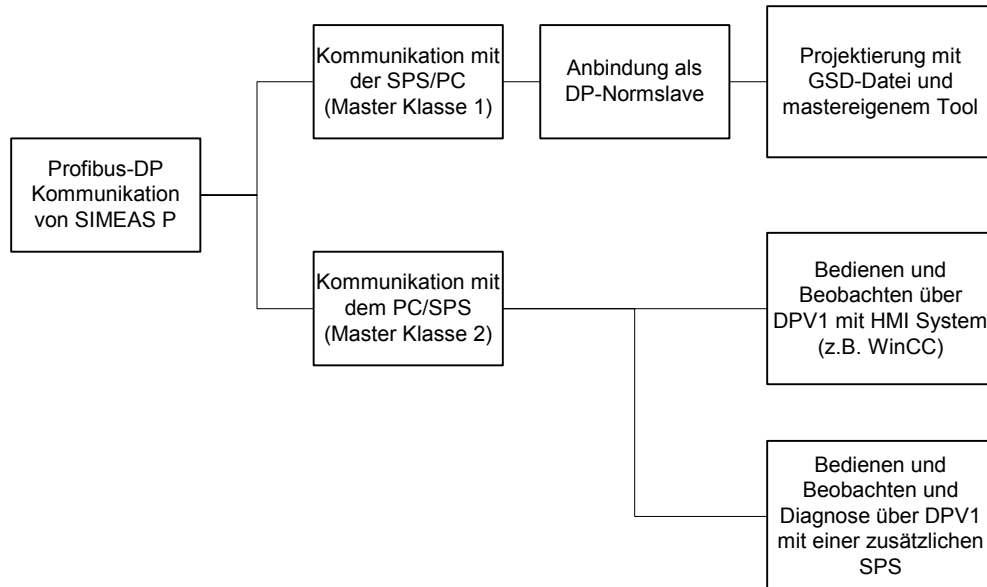 Profibus-DP
Kommunikation
von SIMEAS P
Kommunikation mit
der SPS/PC
(Master Klasse 1)
Anbindung als
DP-Normslave
Projektierung mit
GSD-Datei und
mastereigenem Tool
Kommunikation mit
dem PC/SPS
(Master Klasse 2)
Bedienen und
Beobachten über
DPV1 mit HMI System
(z.B. WinCC)
Bedienen und
Beobachten und
Diagnose über DPV1
mit einer zusätzlichen
SPS